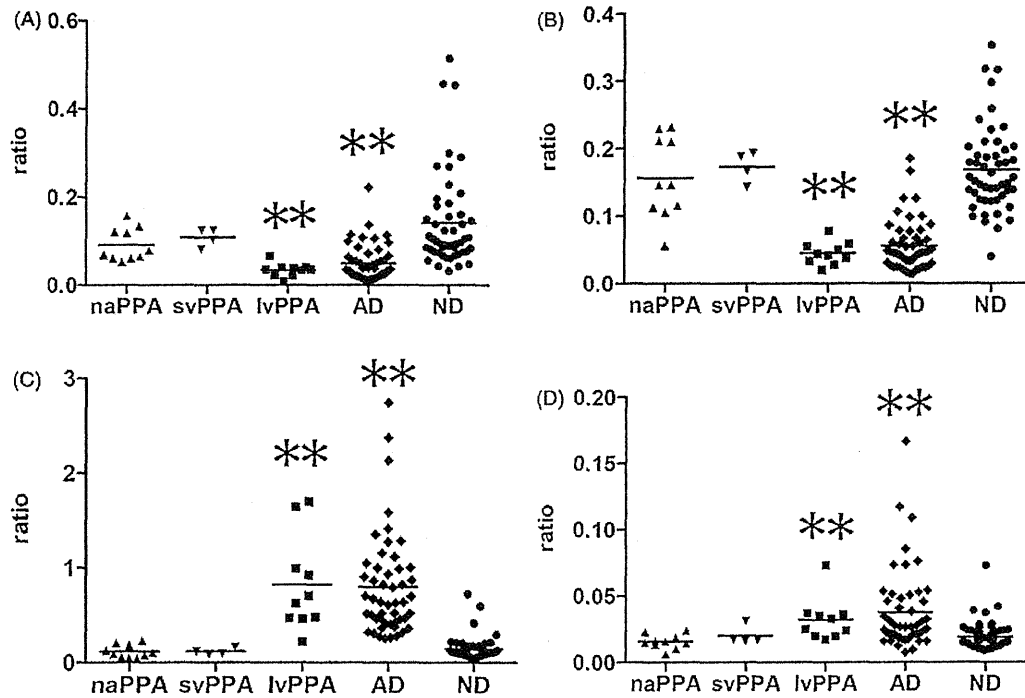 (A)
0.6
0.4
0.2
0.0
ratio
**
**
naPPA svPPA lvPPA AD ND
(B)
0.4
0.3
0.2
0.1
0.0
ratio
**
**
naPPA svPPA lvPPA AD ND
(C)
3
2
1
0
ratio
**
**
naPPA svPPA lvPPA AD ND
(D)
0.20
0.15
0.10
0.05
0.00
ratio
**
**
naPPA svPPA lvPPA AD ND